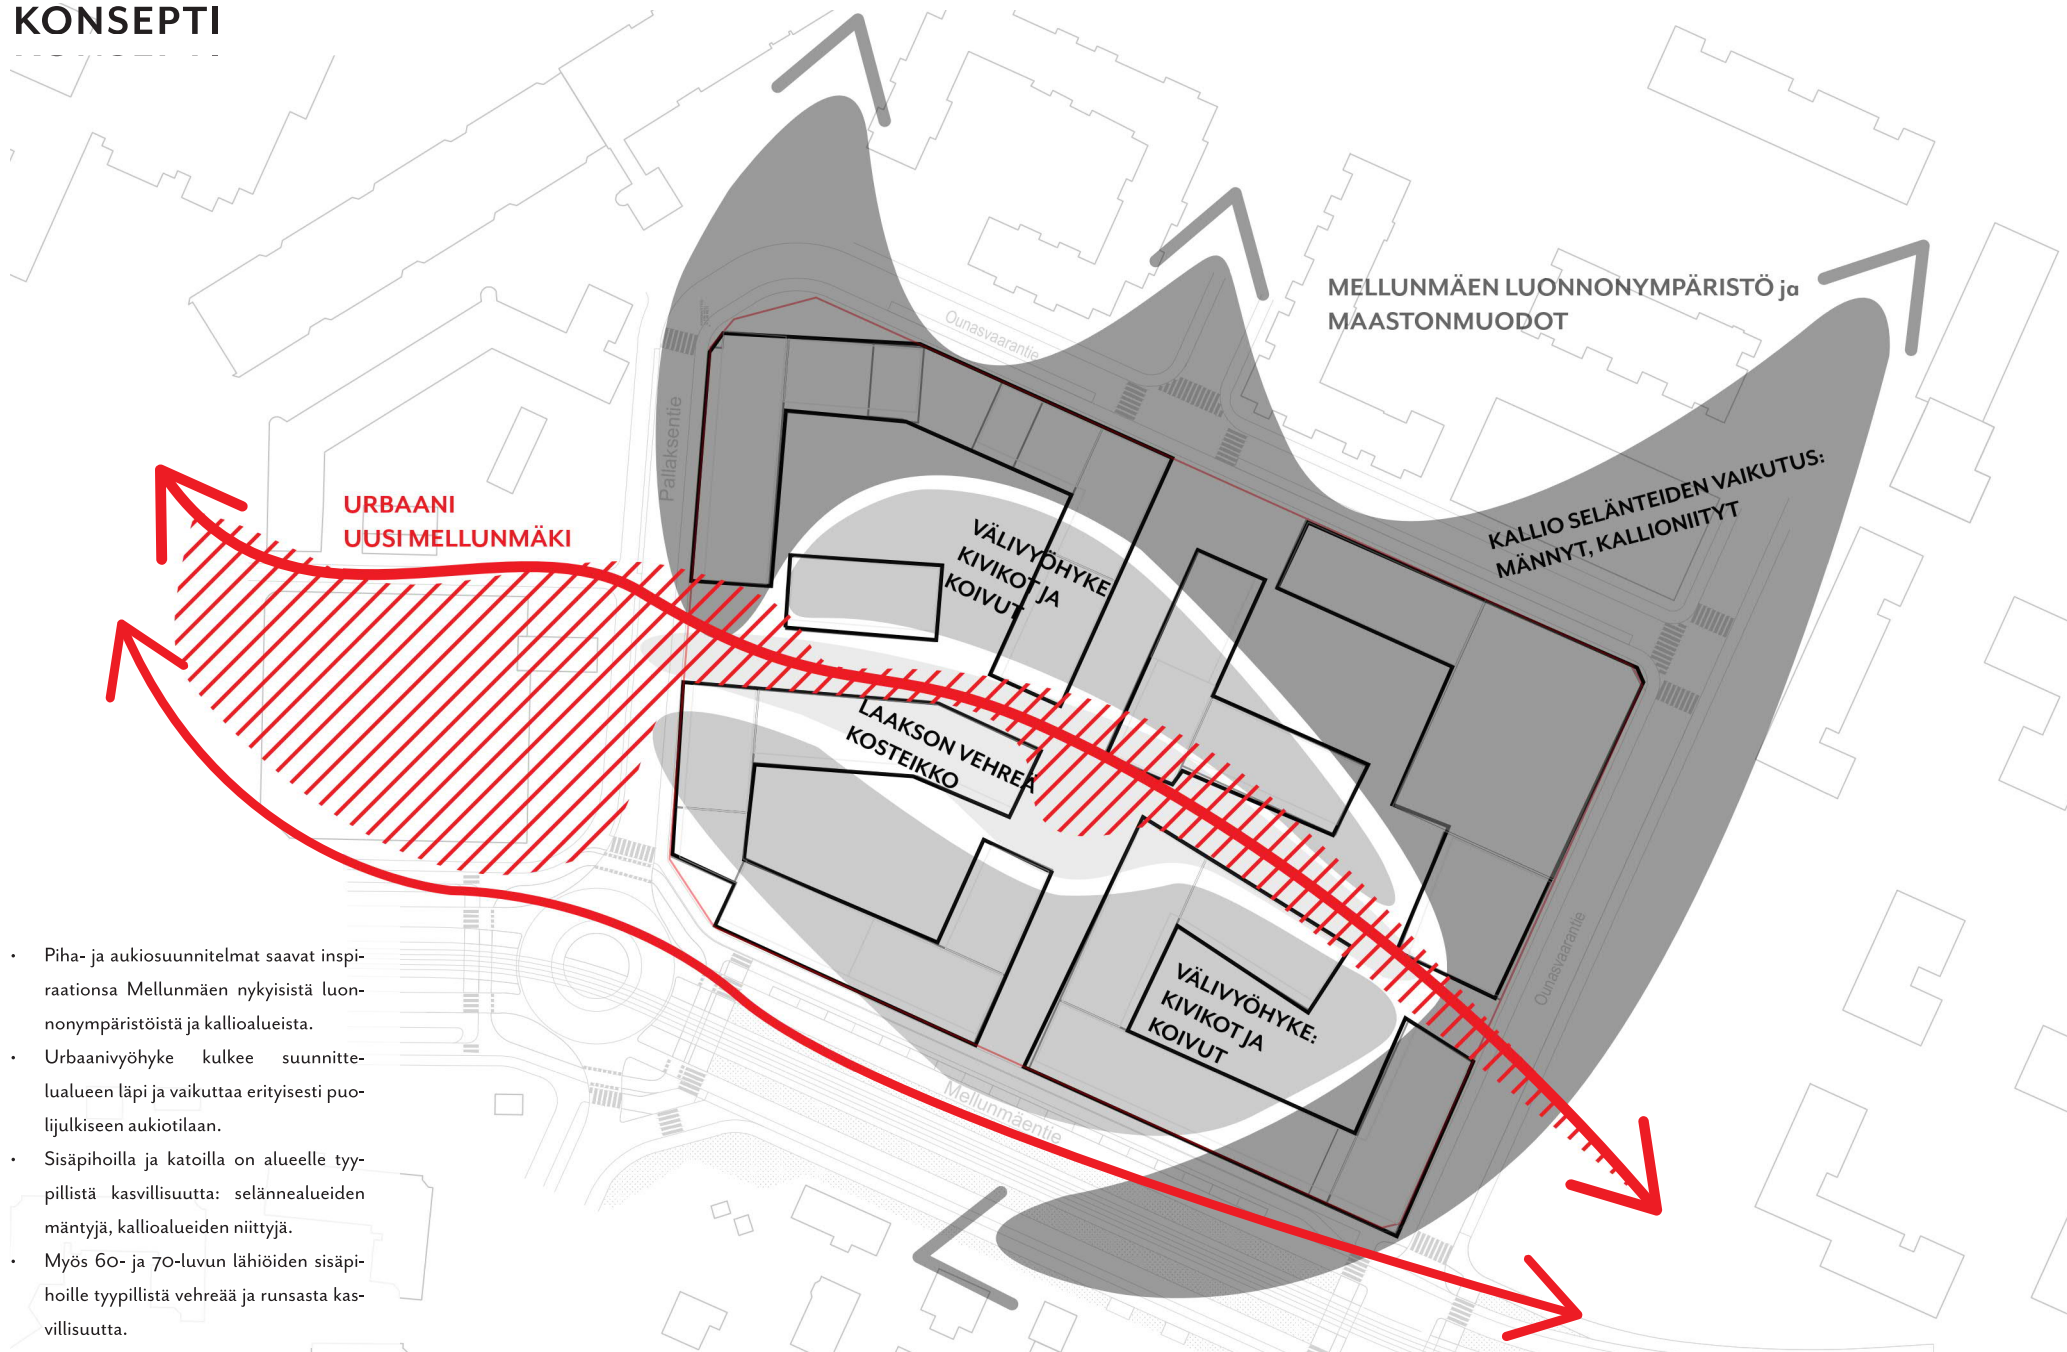 KONSEPTI
Ounasvaarantie
MELLUNMÄEN LUONNONYMPÄRISTÖ ja
MAASTONMUODOT
Pallaksentie
URBAANI
UUSI MELLUNMÄKI
KALLIO SELÄNTEIDEN VAIKUTUS:
MÄNNYT, KALLIONIITYT
VÄLIVYÖHYKE
KIVIKOT JA
KOIVUT
LAAKSON VEHREÄ
KOSTEIKKO
VÄLIVYÖHYKE:
KIVIKOT JA
KOIVUT
Ounasvaarantie
Mellunmäentie
• Piha- ja aukiosuunnitelmat saavat inspi-
raationsa Mellunmäen nykyisistä luon-
nonympäristöistä ja kallioalueista.
• Urbaanivyöhyke kulkee suunnitte-
lualueen läpi ja vaikuttaa erityisesti puo-
lijulkiseen aukiotilaan.
• Sisäpihoilla ja katoilla on alueelle tyy-
pillistä kasvillisuutta: selännealueiden
mäntyjä, kallioalueiden niittyjä.
• Myös 60- ja 70-luvun lähiöiden sisäpi-
hoille tyypillistä vehreää ja runsasta kas-
villisuutta.